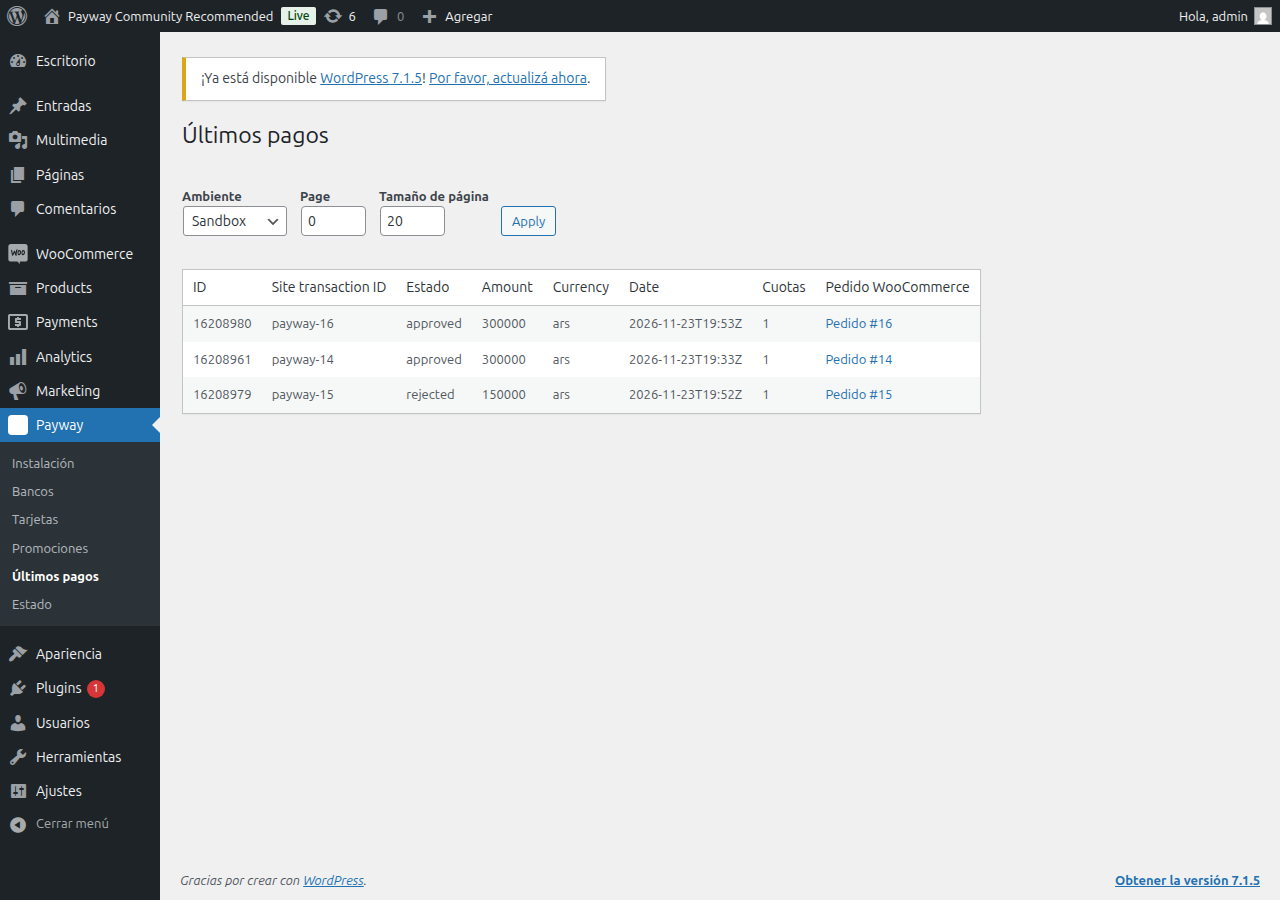 Payway Community Recommended Live 6 0 Agregar Hola, admin
Escritorio
Entradas
Multimedia
Páginas
Comentarios
WOO WooCommerce
Products
Payments
Analytics
Marketing
Payway
Instalación
Bancos
Tarjetas
Promociones
Últimos pagos
Estado
Apariencia
Plugins 1
Usuarios
Herramientas
Ajustes
Cerrar menú
¡Ya está disponible WordPress 7.1.5! Por favor, actualizá ahora.
Últimos pagos
Ambiente Page Tamaño de página
Sandbox 0 20 Apply
ID Site transaction ID Estado Amount Currency Date Cuotas Pedido WooCommerce
16208980 payway-16 approved 300000 ars 2026-11-23T19:53Z 1 Pedido #16
16208961 payway-14 approved 300000 ars 2026-11-23T19:33Z 1 Pedido #14
16208979 payway-15 rejected 150000 ars 2026-11-23T19:52Z 1 Pedido #15
Gracias por crear con WordPress. Obtener la versión 7.1.5